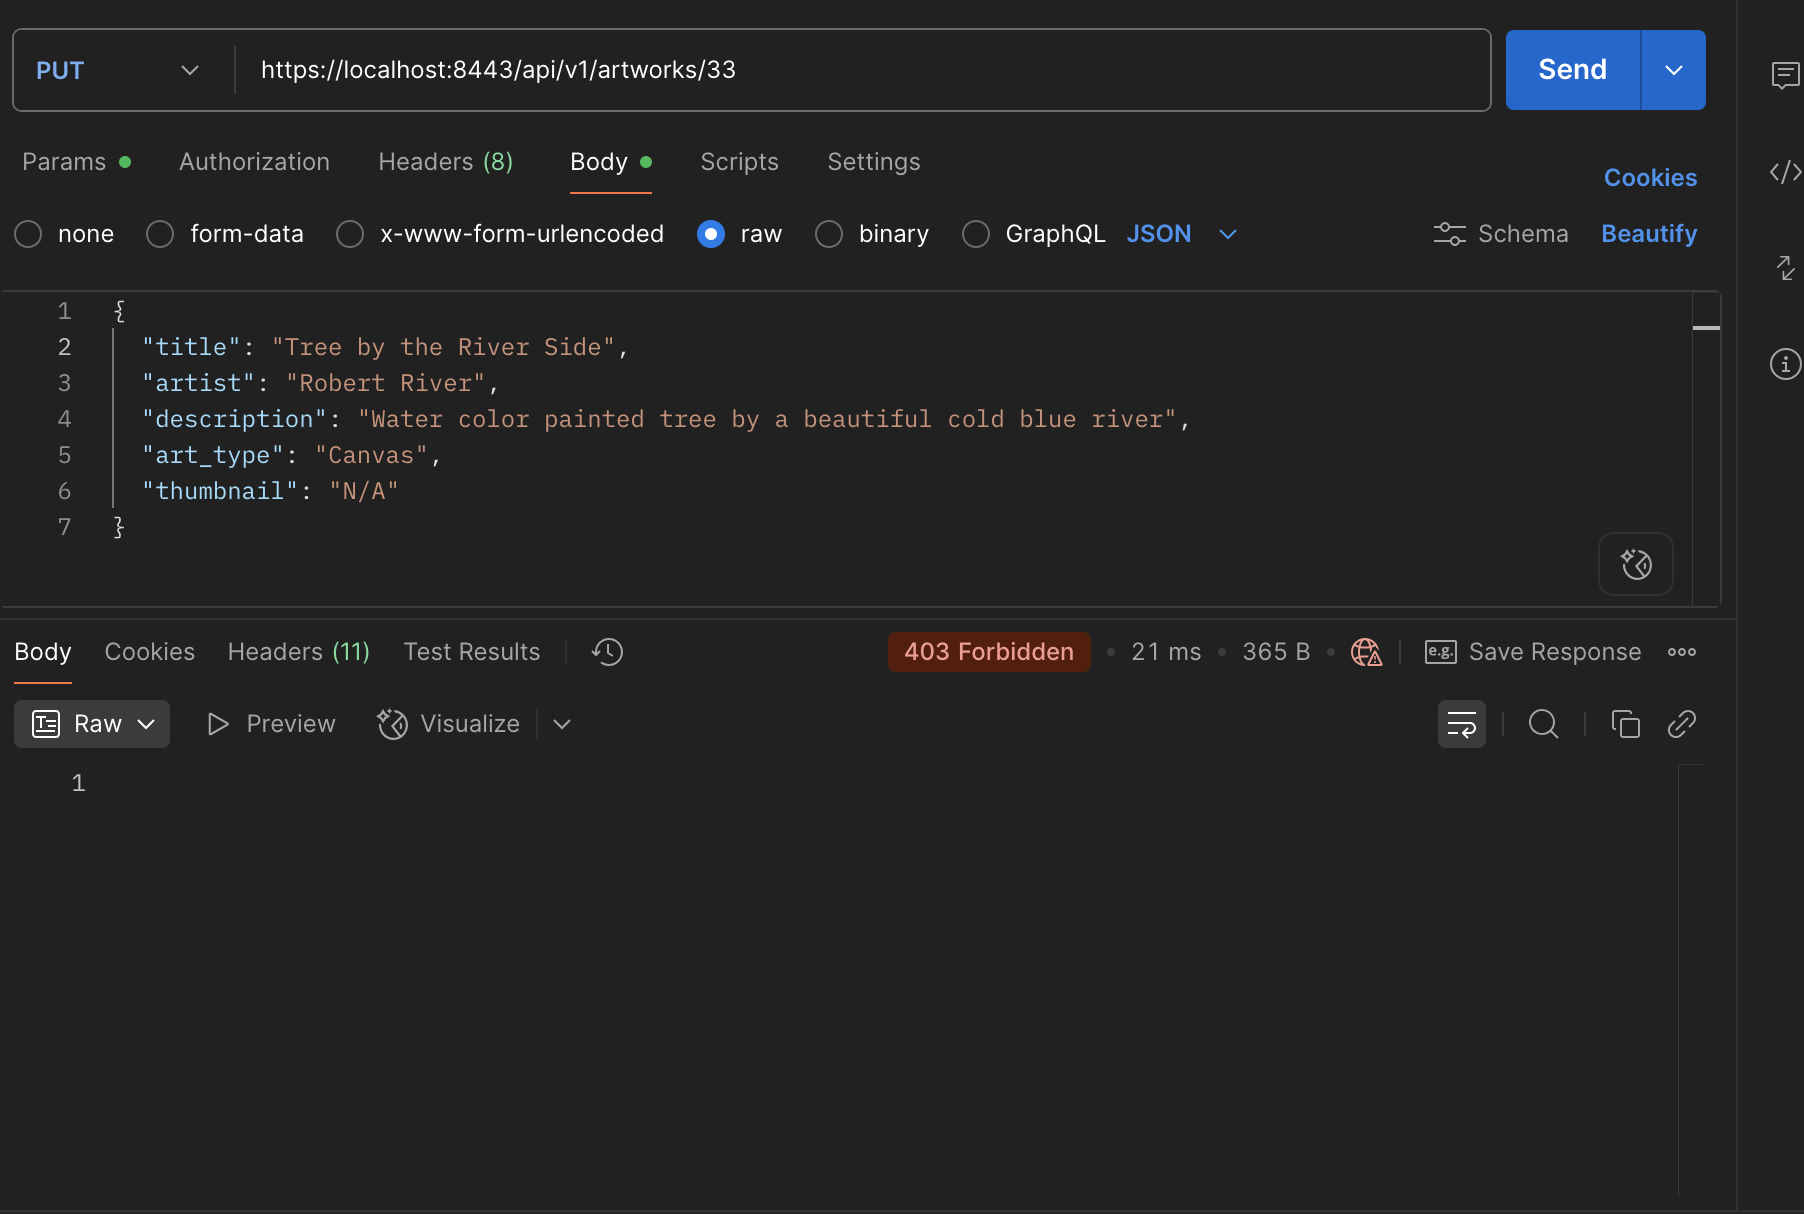 PUT https://localhost:8443/api/v1/artworks/33 Send
Params Authorization Headers (8) Body Scripts Settings Cookies
none form-data x-www-form-urlencoded raw binary GraphQL JSON Schema Beautify
1 {
2 "title": "Tree by the River Side",
3 "artist": "Robert River",
4 "description": "Water color painted tree by a beautiful cold blue river",
5 "art_type": "Canvas",
6 "thumbnail": "N/A"
7 }
Body Cookies Headers (11) Test Results 403 Forbidden • 21 ms • 365 B • e.g. Save Response
Raw Preview Visualize
1